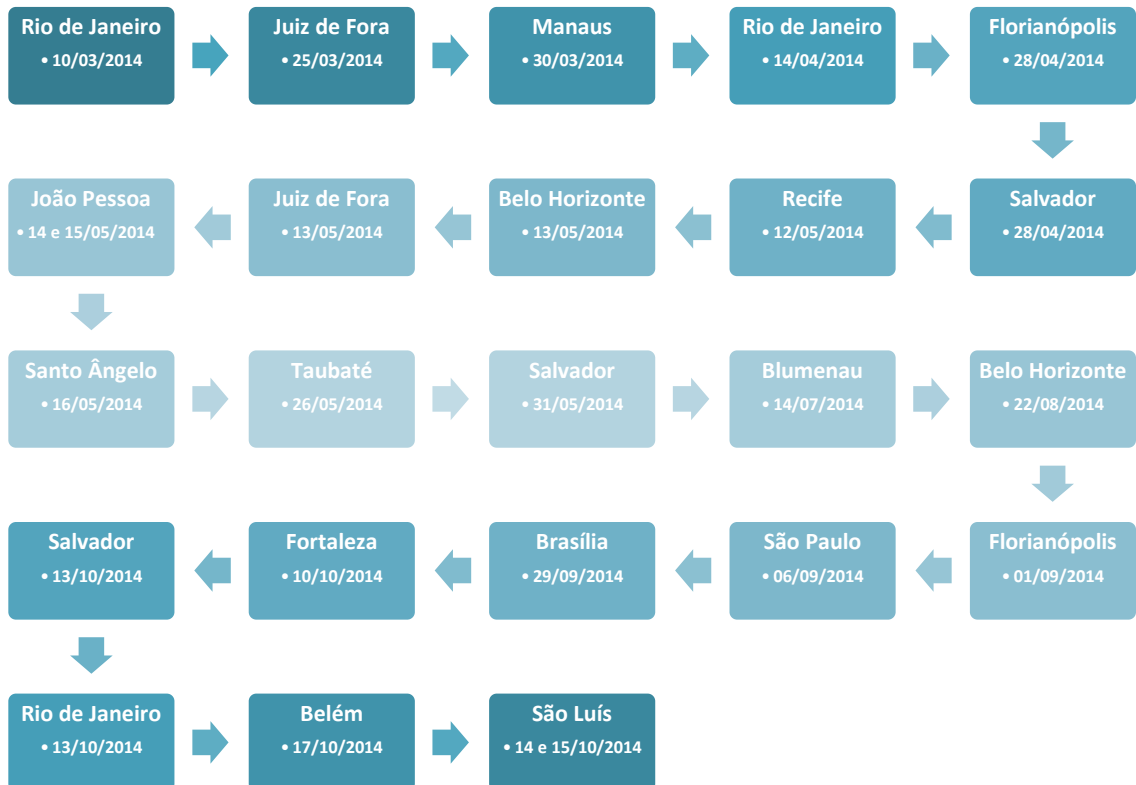 Rio de Janeiro
• 10/03/2014
Juiz de Fora
• 25/03/2014
Manaus
• 30/03/2014
Rio de Janeiro
• 14/04/2014
Florianópolis
• 28/04/2014
Salvador
• 28/04/2014
Recife
• 12/05/2014
Belo Horizonte
• 13/05/2014
Juiz de Fora
• 13/05/2014
João Pessoa
• 14 e 15/05/2014
Santo Ângelo
• 16/05/2014
Taubaté
• 26/05/2014
Salvador
• 31/05/2014
Blumenau
• 14/07/2014
Belo Horizonte
• 22/08/2014
Florianópolis
• 01/09/2014
São Paulo
• 06/09/2014
Brasília
• 29/09/2014
Fortaleza
• 10/10/2014
Salvador
• 13/10/2014
Rio de Janeiro
• 13/10/2014
Belém
• 17/10/2014
São Luís
• 14 e 15/10/2014